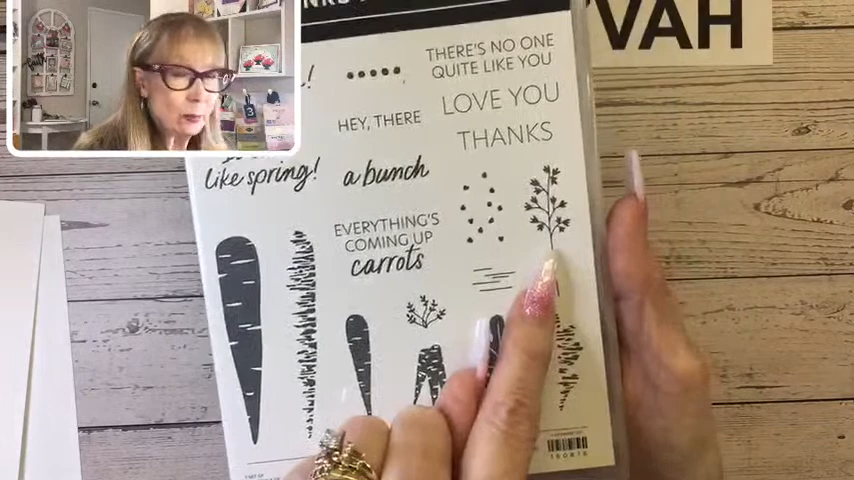 VAH
THERE'S NO ONE
QUITE LIKE YOU
HEY, THERE
LOVE YOU
THANKS
like spring!
a bunch
EVERYTHING'S
COMING UP
carrots
160876